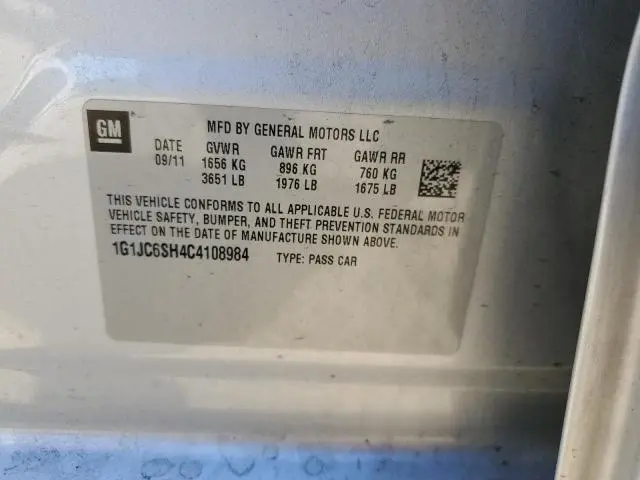 GM
MFD BY GENERAL MOTORS LLC
DATE GVWR GAWR FRT GAWR RR
09/11 1656 KG 896 KG 760 KG
3651 LB 1976 LB 1675 LB
THIS VEHICLE CONFORMS TO ALL APPLICABLE U.S. FEDERAL MOTOR
VEHICLE SAFETY, BUMPER, AND THEFT PREVENTION STANDARDS IN
EFFECT ON THE DATE OF MANUFACTURE SHOWN ABOVE.
1G1JC6SH4C4108984 TYPE: PASS CAR